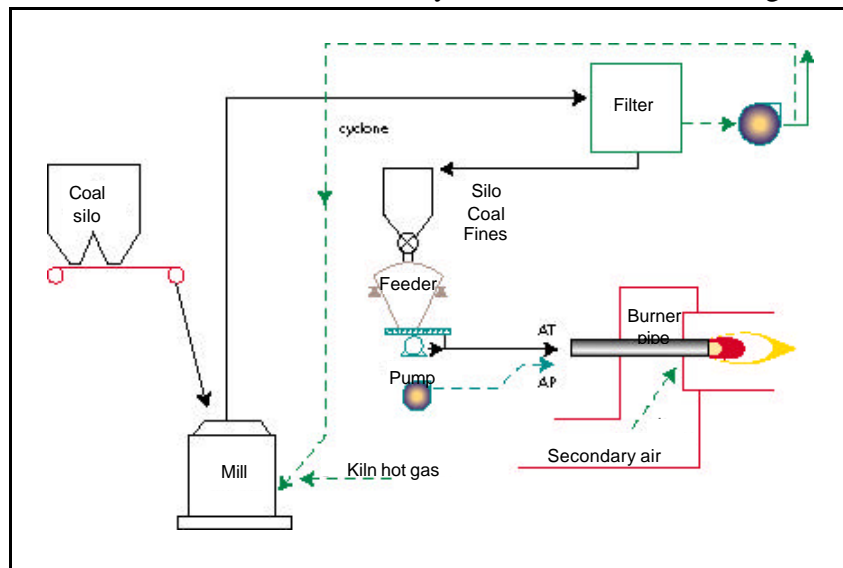 Filter
cyclone
Coal
silo
Silo
Coal
Fines
Feeder
AT
Burner
pipe
Pump
AP
Secondary air
Mill
Kiln hot gas